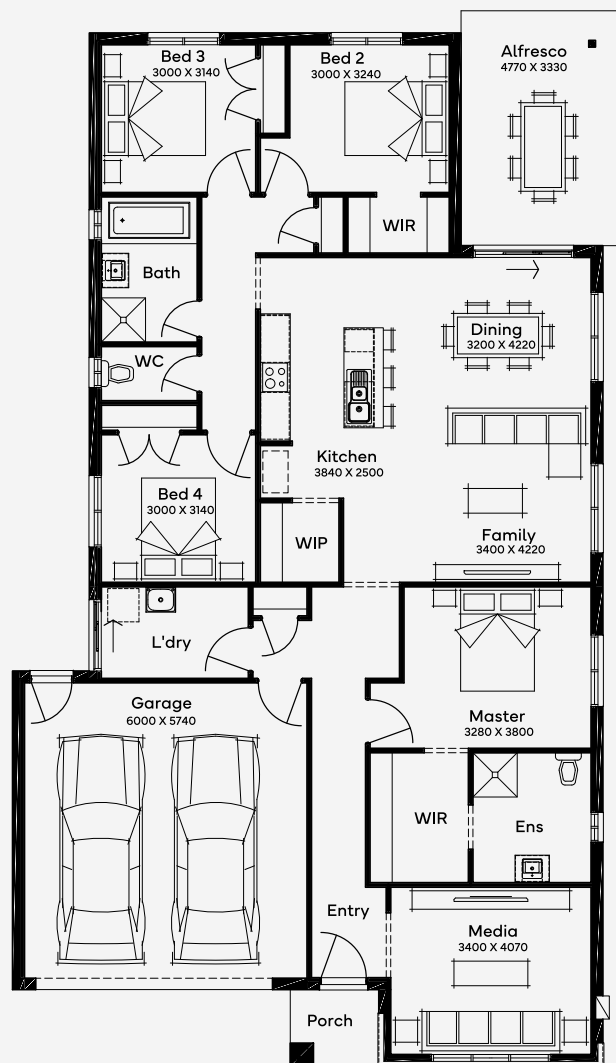 Bed 3
3000 X 3140
Bed 2
3000 X 3240
Alfresco
4770 X 3330
WIR
Bath
Dining
3200 X 4220
WC
Kitchen
3840 X 2500
Bed 4
3000 X 3140
WIP
Family
3400 X 4220
L'dry
Garage
6000 X 5740
Master
3280 X 3800
WIR
Ens
Entry
Media
3400 X 4070
Porch